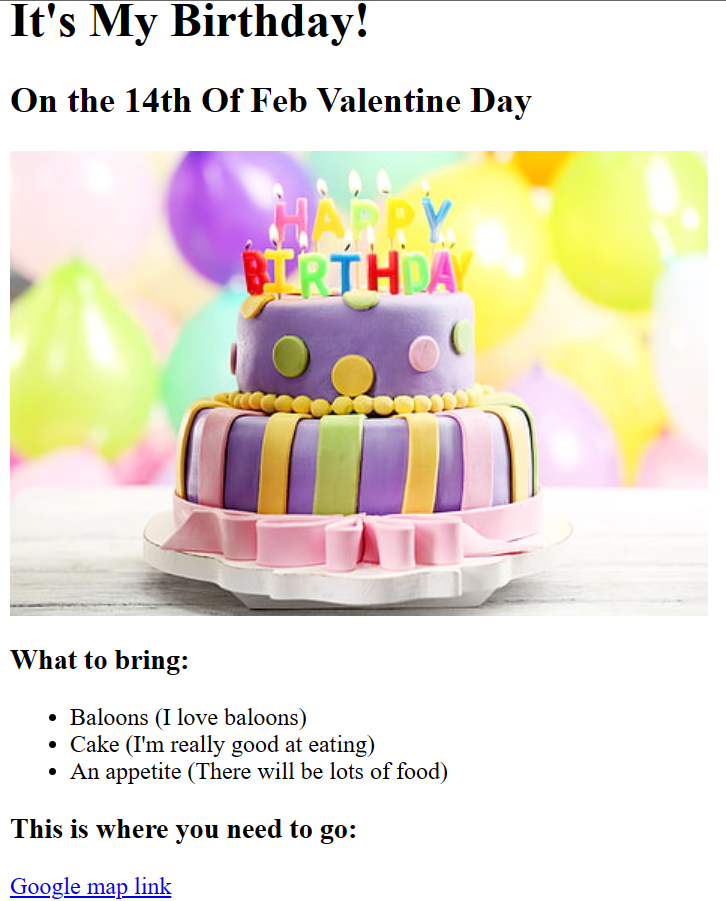 It's My Birthday!
On the 14th Of Feb Valentine Day
HAPPY
BIRTHDAY
What to bring:
Baloons (I love baloons)
Cake (I'm really good at eating)
An appetite (There will be lots of food)
This is where you need to go:
Google map link